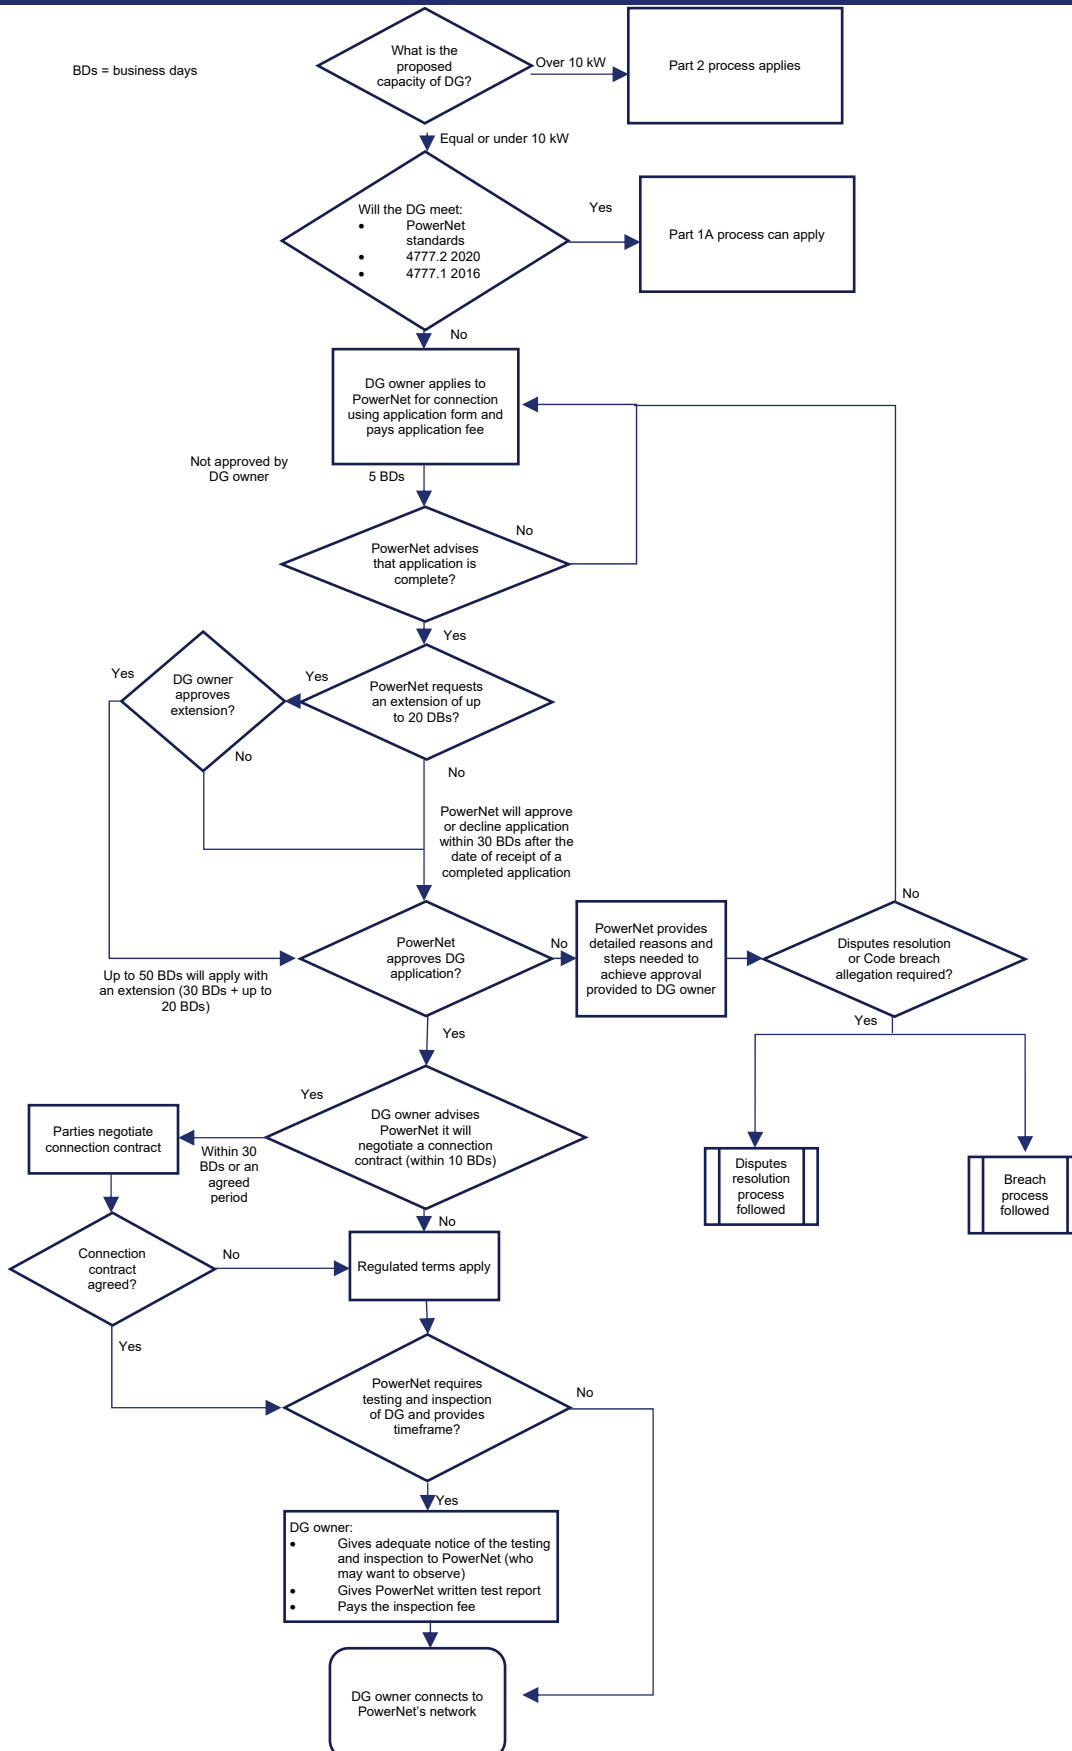 What is the
proposed
capacity of DG?
Over 10 kW
Part 2 process applies
BDs = business days
Equal or under 10 kW
Will the DG meet:
• PowerNet
standards
• 4777.2 2020
• 4777.1 2016
Yes
Part 1A process can apply
No
DG owner applies to
PowerNet for connection
using application form and
pays application fee
Not approved by
DG owner
5 BDs
No
PowerNet advises
that application is
complete?
Yes
PowerNet requests
an extension of up
to 20 DBs?
Yes
DG owner
approves
extension?
Yes
No
No
PowerNet will approve
or decline application
within 30 BDs after the
date of receipt of a
completed application
PowerNet
approves DG
application?
No
PowerNet provides
detailed reasons and
steps needed to
achieve approval
provided to DG owner
No
Disputes resolution
or Code breach
allegation required?
Up to 50 BDs will apply with
an extension (30 BDs + up to
20 BDs)
Yes
Yes
Disputes
resolution
process
followed
Breach
process
followed
DG owner advises
PowerNet it will
negotiate a connection
contract (within 10 BDs)
Yes
Within 30
BDs or an
agreed
period
Parties negotiate
connection contract
No
Connection
contract
agreed?
No
Regulated terms apply
Yes
PowerNet requires
testing and inspection
of DG and provides
timeframe?
No
Yes
DG owner:
• Gives adequate notice of the testing
and inspection to PowerNet (who
may want to observe)
• Gives PowerNet written test report
• Pays the inspection fee
DG owner connects to
PowerNet's network